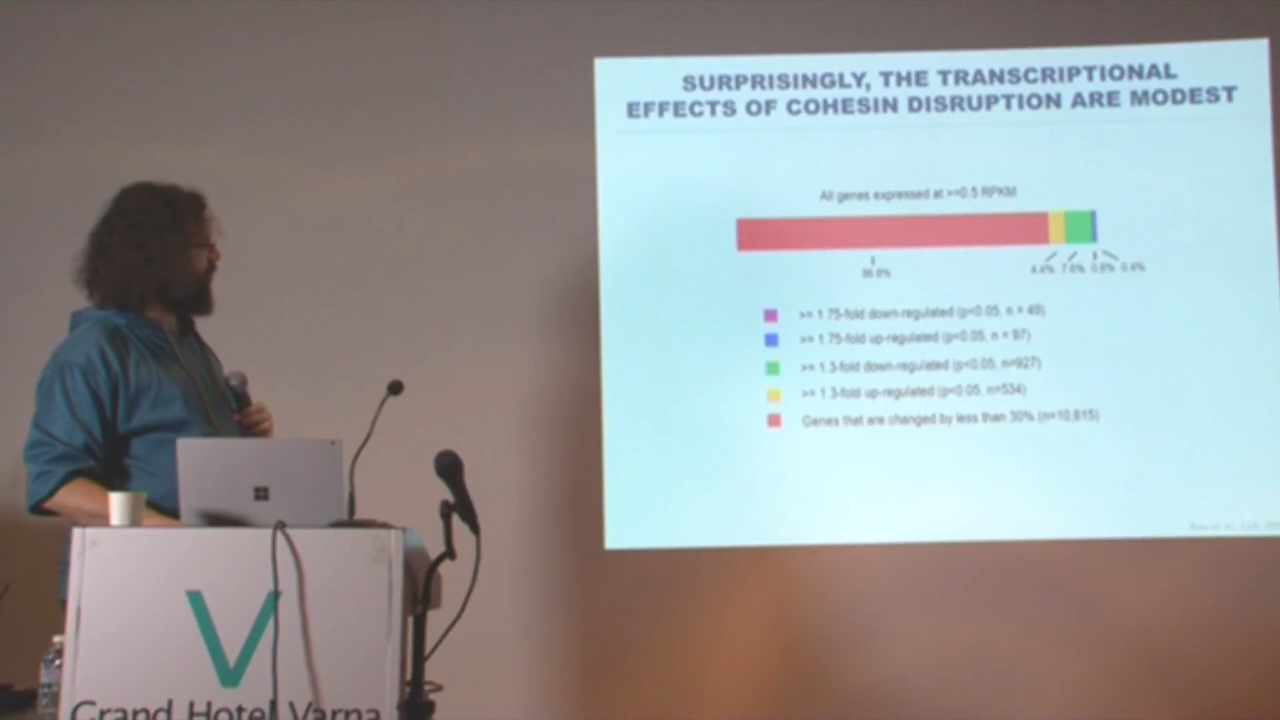 SURPRISINGLY, THE TRANSCRIPTIONAL
EFFECTS OF COHESIN DISRUPTION ARE MODEST
All genes expressed at >=0.5 RPKM
86.8%
4.4% 7.6% 0.8% 0.4%
>= 1.75-fold down-regulated (p<0.05, n = 49)
>= 1.75-fold up-regulated (p<0.05, n = 97)
>= 1.3-fold down-regulated (p<0.05, n=927)
>= 1.3-fold up-regulated (p<0.05, n=534)
Genes that are changed by less than 30% (n=10,615)
V
Grand Hotel Varna